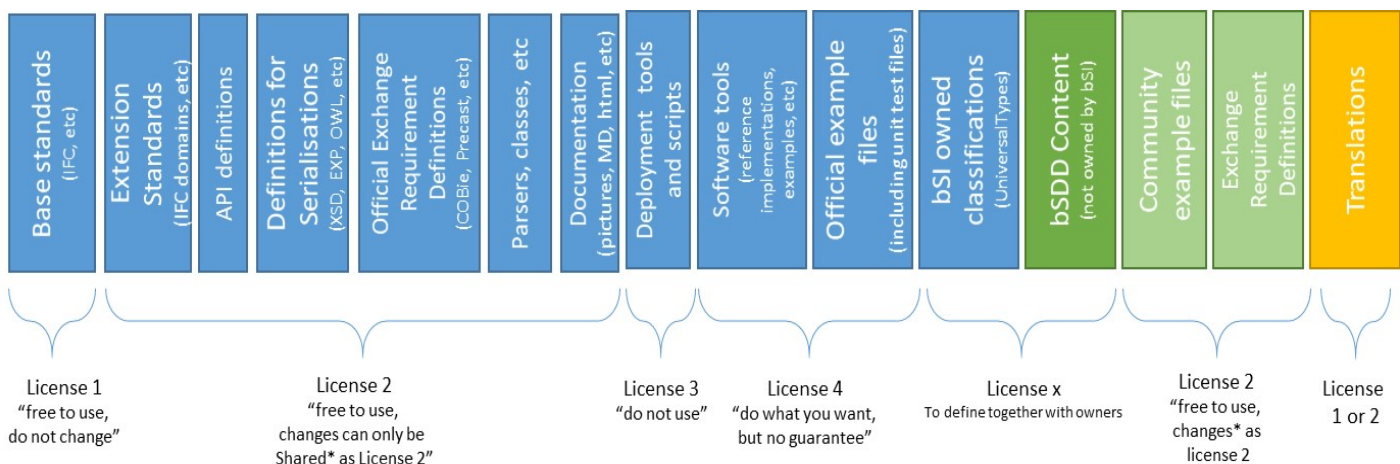 Base standards
(IFC, etc)
Extension
Standards
(IFC domains, etc)
API definitions
Definitions for
Serialisations
(XSD, EXP, OWL, etc)
Official Exchange
Requirement
Definitions
(COBie, Precast, etc)
Parsers, classes, etc
Documentation
(pictures, MD, html, etc)
Deployment tools
and scripts
Software tools
(reference
implementations,
examples, etc)
Official example
files
(including unit test files)
bSI owned
classifications
(UniversalTypes)
bSDD Content
(not owned by bSI)
Community
example files
Exchange
Requirement
Definitions
Translations
License 1
“free to use,
do not change”
License 2
“free to use,
changes can only be
Shared* as License 2”
License 3
“do not use”
License 4
“do what you want,
but no guarantee”
License x
To define together with owners
License 2
“free to use,
changes* as
license 2
License
1 or 2